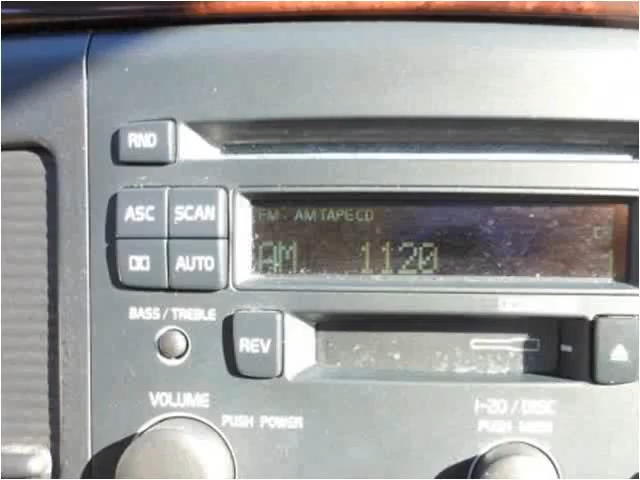 RND
ASC SCAN
FM AM TAPE CD
AUTO
AM 1120
BASS / TREBLE
REV
VOLUME
PUSH POWER
1-20 / DISC
PUSH